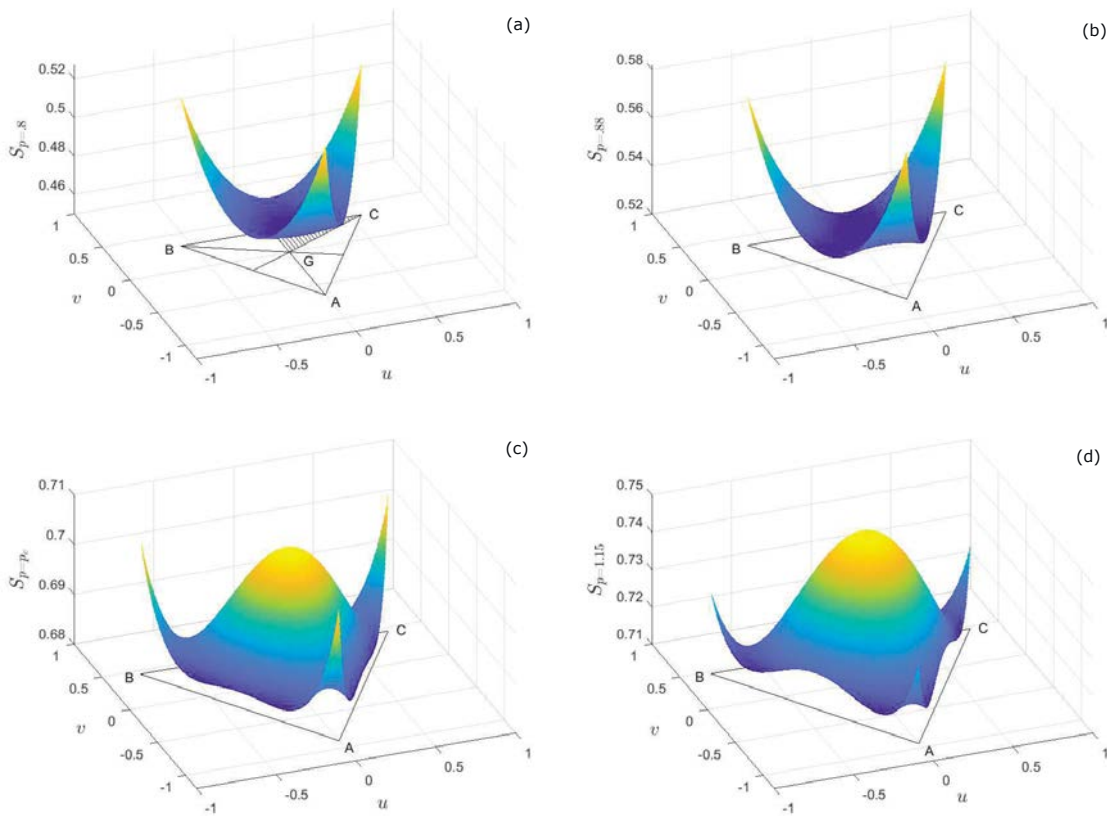 (a)
0.52
0.5
0.48
0.46
S_{p=.8}
1
0.5
0
-0.5
-1
v
B
C
G
A
-1
-0.5
0
0.5
1
u
(b)
0.58
0.56
0.54
0.52
S_{p=.88}
1
0.5
0
-0.5
-1
v
B
C
A
-1
-0.5
0
0.5
1
u
(c)
0.71
0.7
0.69
0.68
S_{p=p_c}
1
0.5
0
-0.5
-1
v
B
C
A
-1
-0.5
0
0.5
1
u
(d)
0.75
0.74
0.73
0.72
0.71
S_{p=1.15}
1
0.5
0
-0.5
-1
v
B
C
A
-1
-0.5
0
0.5
1
u